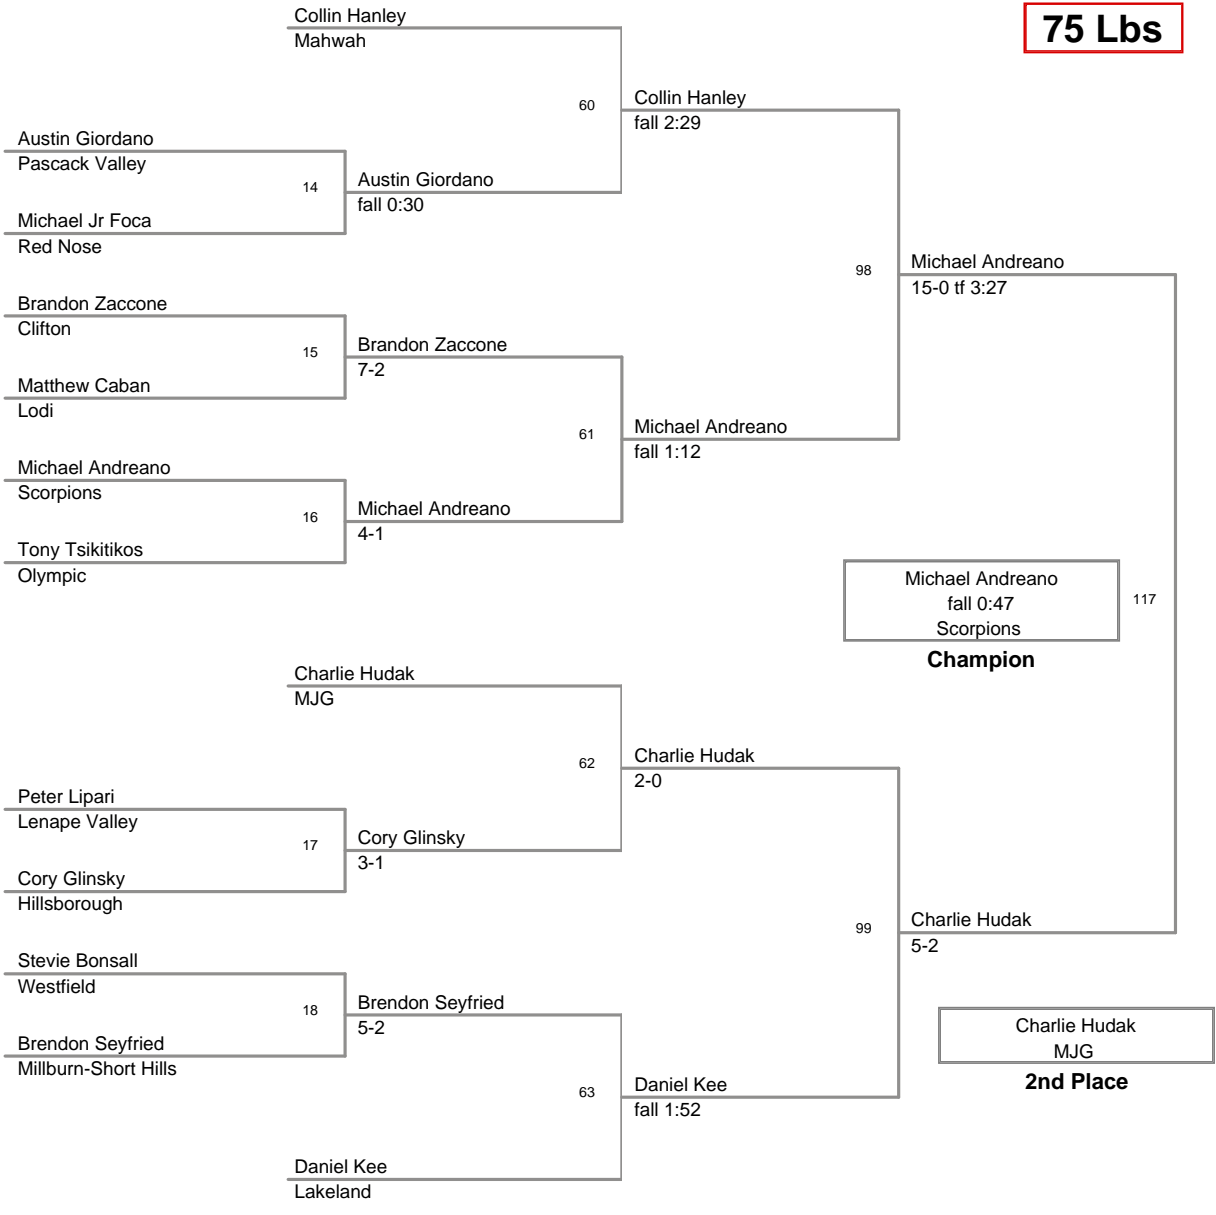 Collin Hanley
Mahwah
75 Lbs
60
Collin Hanley
fall 2:29
Austin Giordano
Pascack Valley
14
Austin Giordano
fall 0:30
Michael Jr Foca
Red Nose
98
Michael Andreano
15-0 tf 3:27
Brandon Zaccone
Clifton
15
Brandon Zaccone
7-2
Matthew Caban
Lodi
61
Michael Andreano
fall 1:12
Michael Andreano
Scorpions
16
Michael Andreano
4-1
Tony Tsikitikos
Olympic
Michael Andreano
fall 0:47
Scorpions
117
Champion
Charlie Hudak
MJG
62
Charlie Hudak
2-0
Peter Lipari
Lenape Valley
17
Cory Glinsky
3-1
Cory Glinsky
Hillsborough
99
Charlie Hudak
5-2
Stevie Bonsall
Westfield
18
Brendon Seyfried
5-2
Brendon Seyfried
Millburn-Short Hills
Charlie Hudak
MJG
2nd Place
63
Daniel Kee
fall 1:52
Daniel Kee
Lakeland